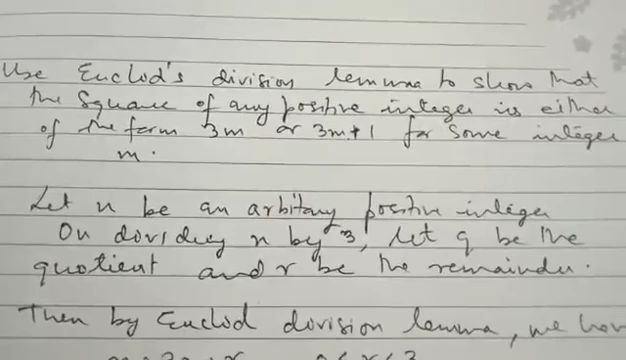 Use Euclid's division lemma to show that
the square of any positive integer is either
of the form 3m or 3m+1 for some integer
m.
Let n be an arbitary positive integer
On dividing n by 3, let q be the
quotient and r be the remainder.
Then by Euclid division lemma, we hav